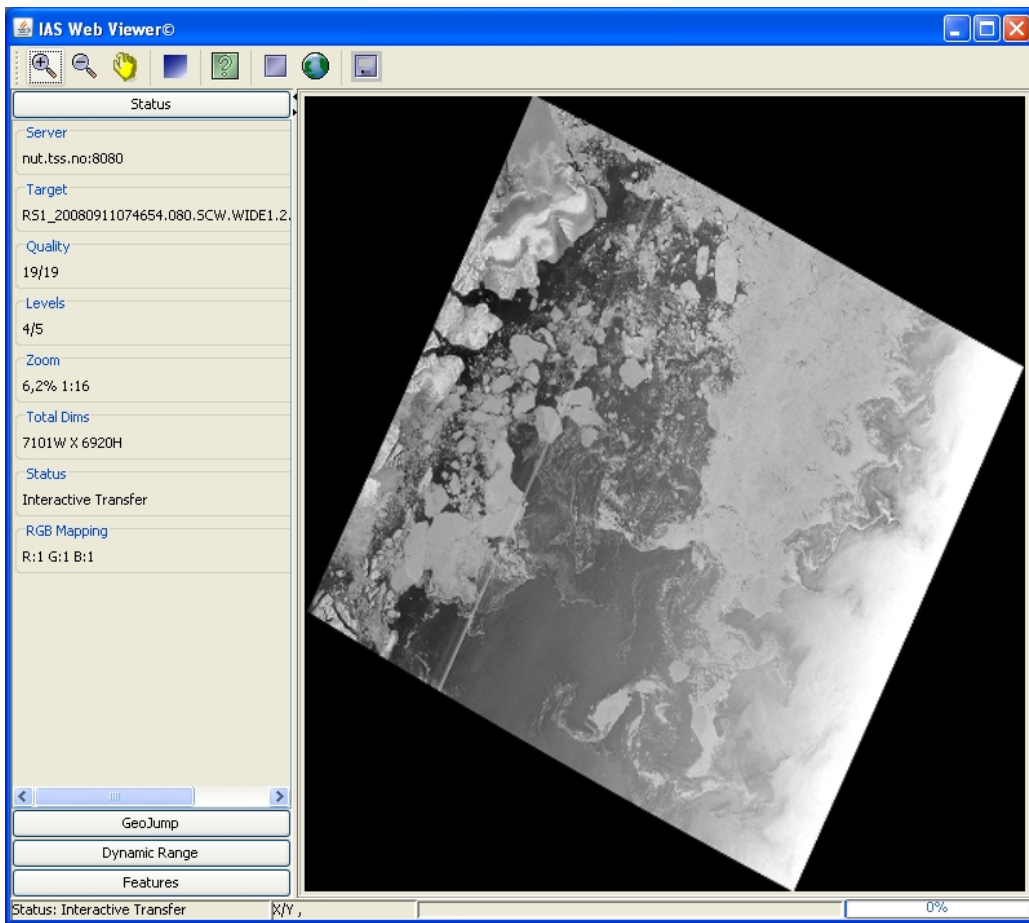 IAS Web Viewer©
Status
Server
nut.tss.no:8080
Target
RS1_20080911074654.080.SCW.WIDE1.2.
Quality
19/19
Levels
4/5
Zoom
6,2% 1:16
Total Dims
7101W X 6920H
Status
Interactive Transfer
RGB Mapping
R:1 G:1 B:1
GeoJump
Dynamic Range
Features
Status: Interactive Transfer X/Y , 0%